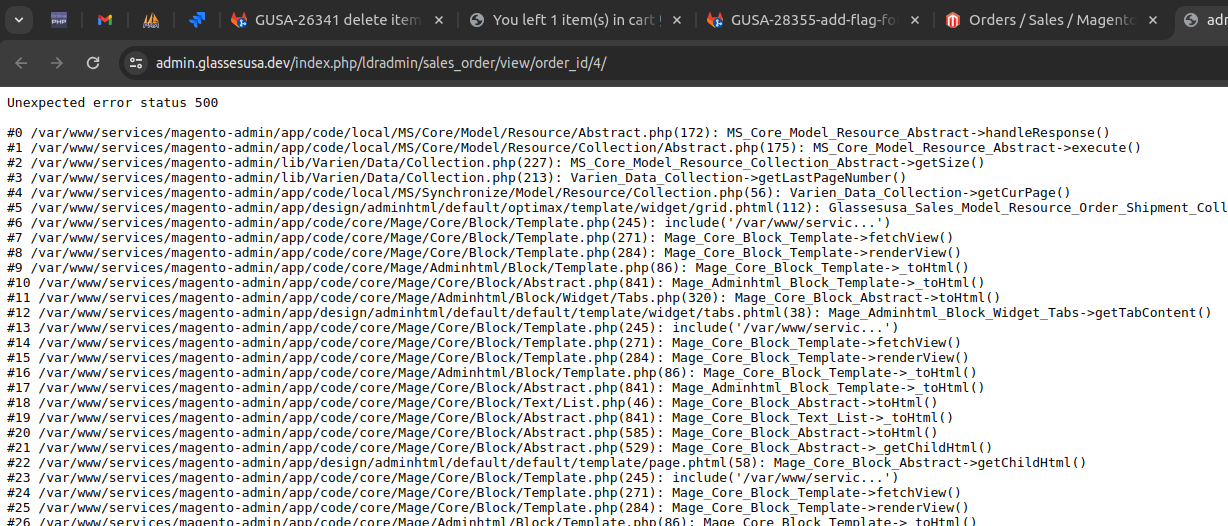 PHP
GUSA-26341 delete item
You left 1 item(s) in cart
GUSA-28355-add-flag-fo
Orders / Sales / Magento
adm
admin.glassesusa.dev/index.php/ldradmin/sales_order/view/order_id/4/
Unexpected error status 500
#0 /var/www/services/magento-admin/app/code/local/MS/Core/Model/Resource/Abstract.php(172): MS_Core_Model_Resource_Abstract->handleResponse()
#1 /var/www/services/magento-admin/app/code/local/MS/Core/Model/Resource/Collection/Abstract.php(175): MS_Core_Model_Resource_Abstract->execute()
#2 /var/www/services/magento-admin/lib/Varien/Data/Collection.php(227): MS_Core_Model_Resource_Collection_Abstract->getSize()
#3 /var/www/services/magento-admin/lib/Varien/Data/Collection.php(213): Varien_Data_Collection->getLastPageNumber()
#4 /var/www/services/magento-admin/app/code/local/MS/Synchronize/Model/Resource/Collection.php(56): Varien_Data_Collection->getCurPage()
#5 /var/www/services/magento-admin/app/design/adminhtml/default/optimax/template/widget/grid.phtml(112): Glassesusa_Sales_Model_Resource_Order_Shipment_Coll
#6 /var/www/services/magento-admin/app/code/core/Mage/Core/Block/Template.php(245): include('/var/www/servic...')
#7 /var/www/services/magento-admin/app/code/core/Mage/Core/Block/Template.php(271): Mage_Core_Block_Template->fetchView()
#8 /var/www/services/magento-admin/app/code/core/Mage/Core/Block/Template.php(284): Mage_Core_Block_Template->renderView()
#9 /var/www/services/magento-admin/app/code/core/Mage/Adminhtml/Block/Template.php(86): Mage_Core_Block_Template->_toHtml()
#10 /var/www/services/magento-admin/app/code/core/Mage/Core/Block/Abstract.php(841): Mage_Adminhtml_Block_Template->_toHtml()
#11 /var/www/services/magento-admin/app/code/core/Mage/Adminhtml/Block/Widget/Tabs.php(320): Mage_Core_Block_Abstract->toHtml()
#12 /var/www/services/magento-admin/app/design/adminhtml/default/default/template/widget/tabs.phtml(38): Mage_Adminhtml_Block_Widget_Tabs->getTabContent()
#13 /var/www/services/magento-admin/app/code/core/Mage/Core/Block/Template.php(245): include('/var/www/servic...')
#14 /var/www/services/magento-admin/app/code/core/Mage/Core/Block/Template.php(271): Mage_Core_Block_Template->fetchView()
#15 /var/www/services/magento-admin/app/code/core/Mage/Core/Block/Template.php(284): Mage_Core_Block_Template->renderView()
#16 /var/www/services/magento-admin/app/code/core/Mage/Adminhtml/Block/Template.php(86): Mage_Core_Block_Template->_toHtml()
#17 /var/www/services/magento-admin/app/code/core/Mage/Core/Block/Abstract.php(841): Mage_Adminhtml_Block_Template->_toHtml()
#18 /var/www/services/magento-admin/app/code/core/Mage/Core/Block/Text/List.php(46): Mage_Core_Block_Abstract->toHtml()
#19 /var/www/services/magento-admin/app/code/core/Mage/Core/Block/Abstract.php(841): Mage_Core_Block_Text_List->_toHtml()
#20 /var/www/services/magento-admin/app/code/core/Mage/Core/Block/Abstract.php(585): Mage_Core_Block_Abstract->toHtml()
#21 /var/www/services/magento-admin/app/code/core/Mage/Core/Block/Abstract.php(529): Mage_Core_Block_Abstract->_getChildHtml()
#22 /var/www/services/magento-admin/app/design/adminhtml/default/default/template/page.phtml(58): Mage_Core_Block_Abstract->getChildHtml()
#23 /var/www/services/magento-admin/app/code/core/Mage/Core/Block/Template.php(245): include('/var/www/servic...')
#24 /var/www/services/magento-admin/app/code/core/Mage/Core/Block/Template.php(271): Mage_Core_Block_Template->fetchView()
#25 /var/www/services/magento-admin/app/code/core/Mage/Core/Block/Template.php(284): Mage_Core_Block_Template->renderView()
#26 /var/www/services/magento-admin/app/code/core/Mage/Adminhtml/Block/Template.php(86): Mage_Core_Block_Template->_toHtml()